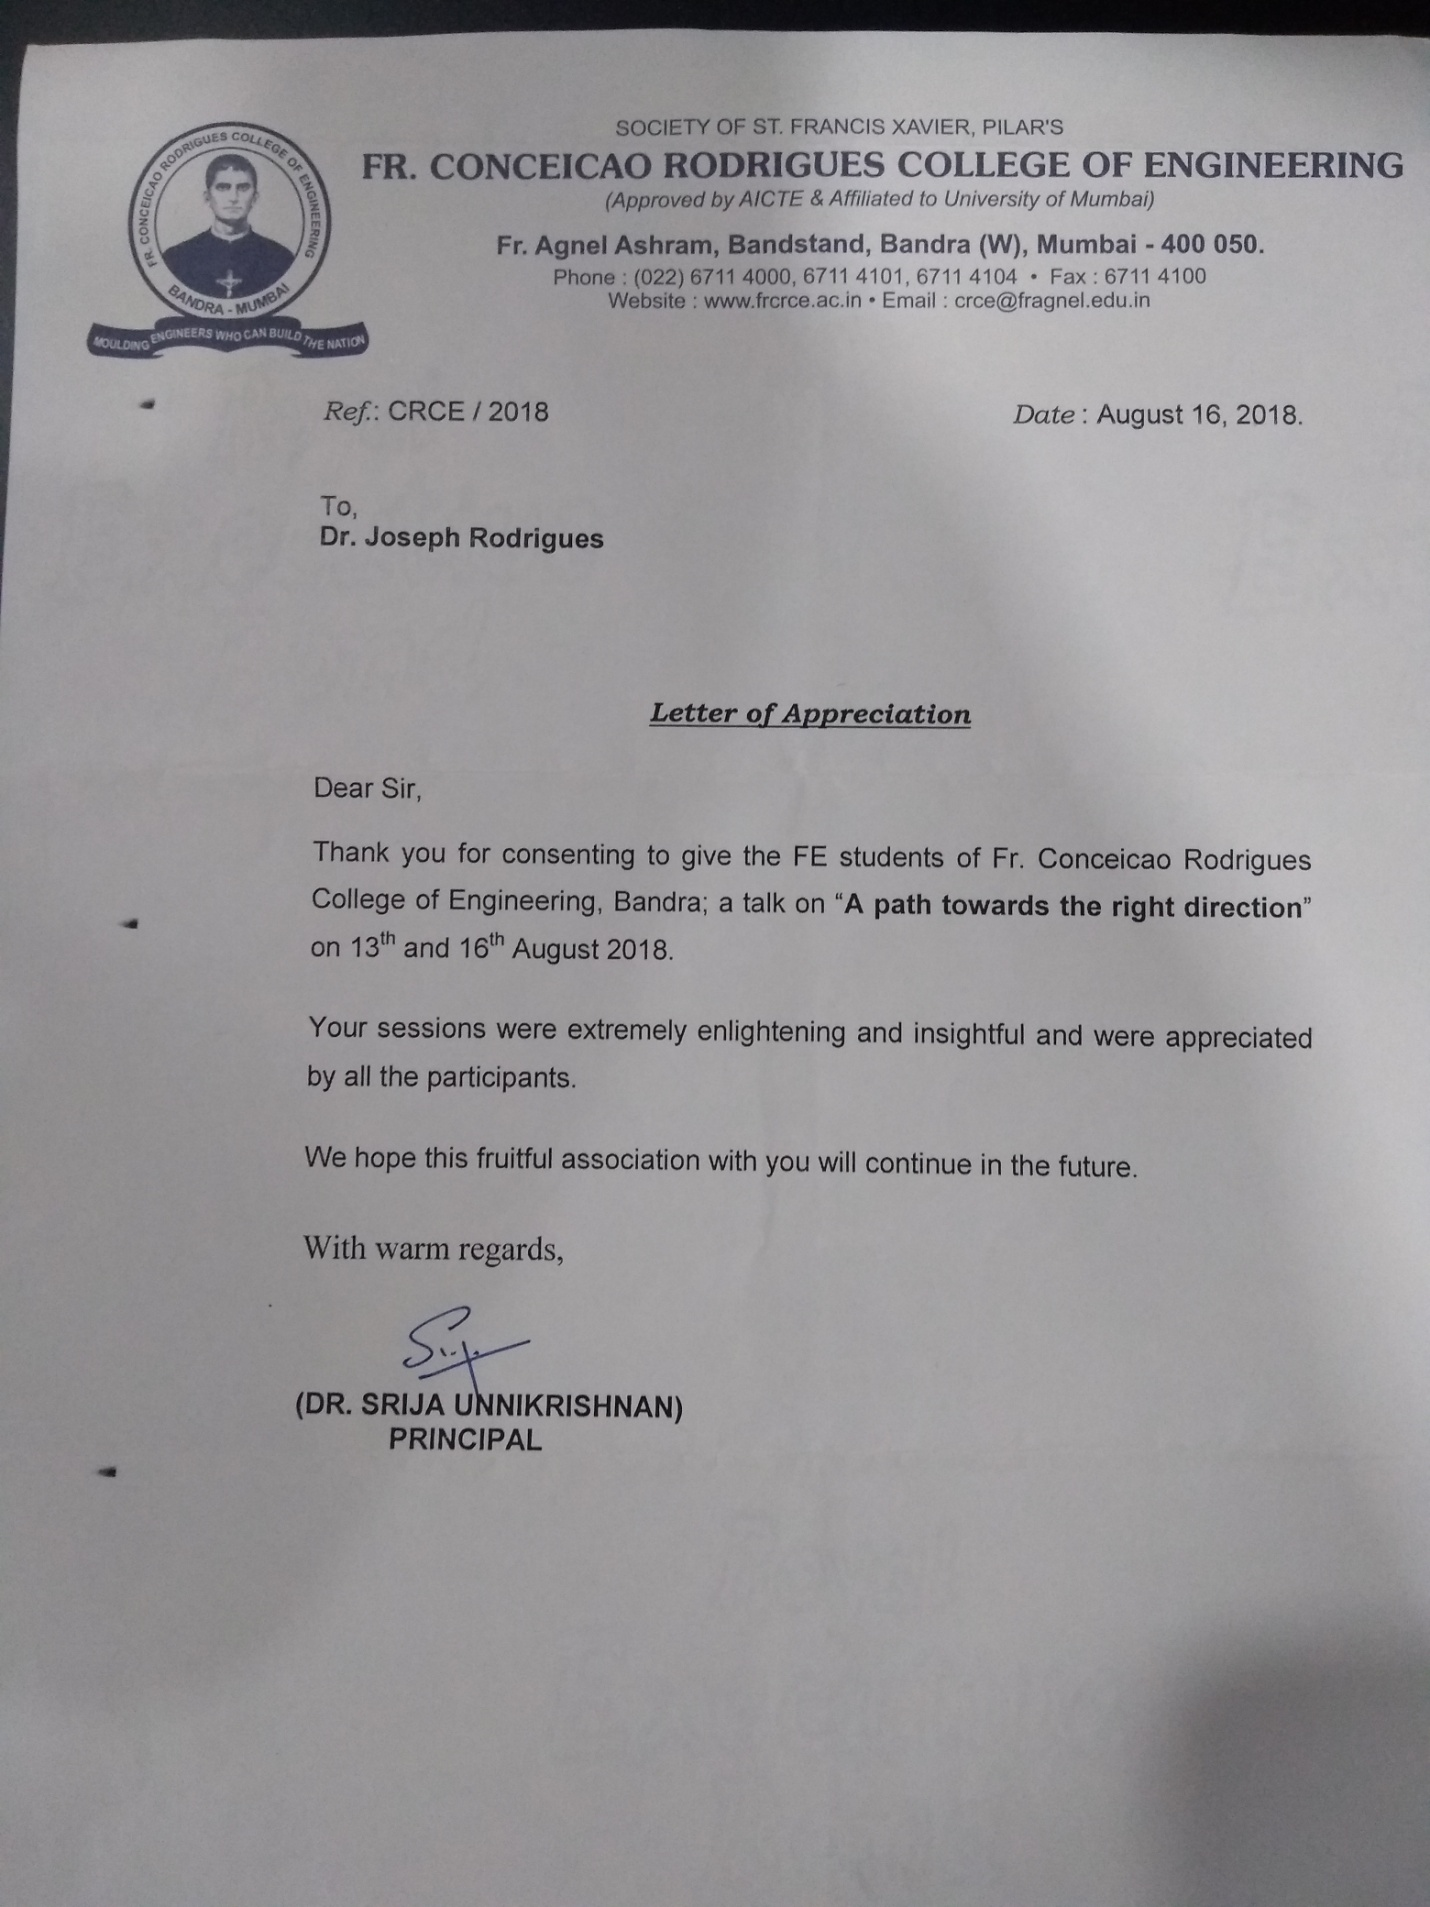 FR. CONCEICAO RODRIGUES COLLEGE OF ENGINEERING
BANDRA - MUMBAI
MOULDING ENGINEERS WHO CAN BUILD THE NATION
SOCIETY OF ST. FRANCIS XAVIER, PILAR'S
FR. CONCEICAO RODRIGUES COLLEGE OF ENGINEERING
(Approved by AICTE & Affiliated to University of Mumbai)
Fr. Agnel Ashram, Bandstand, Bandra (W), Mumbai - 400 050.
Phone : (022) 6711 4000, 6711 4101, 6711 4104 • Fax : 6711 4100
Website : www.frcrce.ac.in • Email : crce@fragnel.edu.in
Ref.: CRCE / 2018
Date : August 16, 2018.
To,
Dr. Joseph Rodrigues
Letter of Appreciation
Dear Sir,
Thank you for consenting to give the FE students of Fr. Conceicao Rodrigues
College of Engineering, Bandra; a talk on “A path towards the right direction”
on 13th and 16th August 2018.
Your sessions were extremely enlightening and insightful and were appreciated
by all the participants.
We hope this fruitful association with you will continue in the future.
With warm regards,
(DR. SRIJA UNNIKRISHNAN)
PRINCIPAL